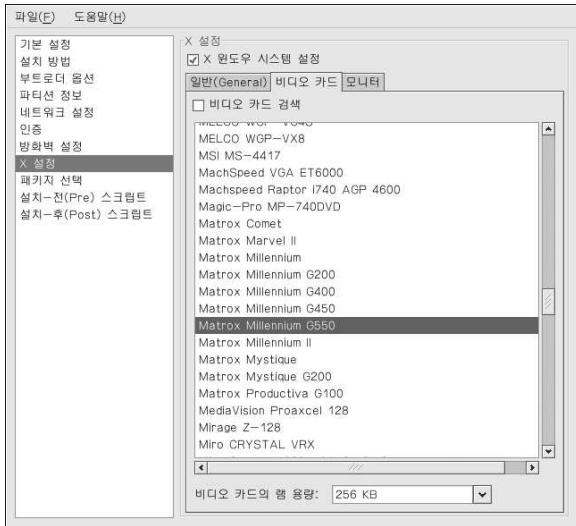 파일(F) 도움말(H)
기본 설정
설치 방법
부트로더 옵션
파티션 정보
네트워크 설정
인증
방화벽 설정
X 설정
패키지 선택
설치-전(Pre) 스크립트
설치-후(Post) 스크립트
X 설정
X 윈도우 시스템 설정
일반(General) 비디오 카드 모니터
비디오 카드 검색
MELCO WGP-VX8
MSI MS-4417
MachSpeed VGA ET6000
Machspeed Raptor i740 AGP 4600
Magic-Pro MP-740DVD
Matrox Comet
Matrox Marvel II
Matrox Millennium
Matrox Millennium G200
Matrox Millennium G400
Matrox Millennium G450
Matrox Millennium G550
Matrox Millennium II
Matrox Mystique
Matrox Mystique G200
Matrox Productiva G100
MediaVision Proaxcel 128
Mirage Z-128
Miro CRYSTAL VRX
비디오 카드의 램 용량: 256 KB